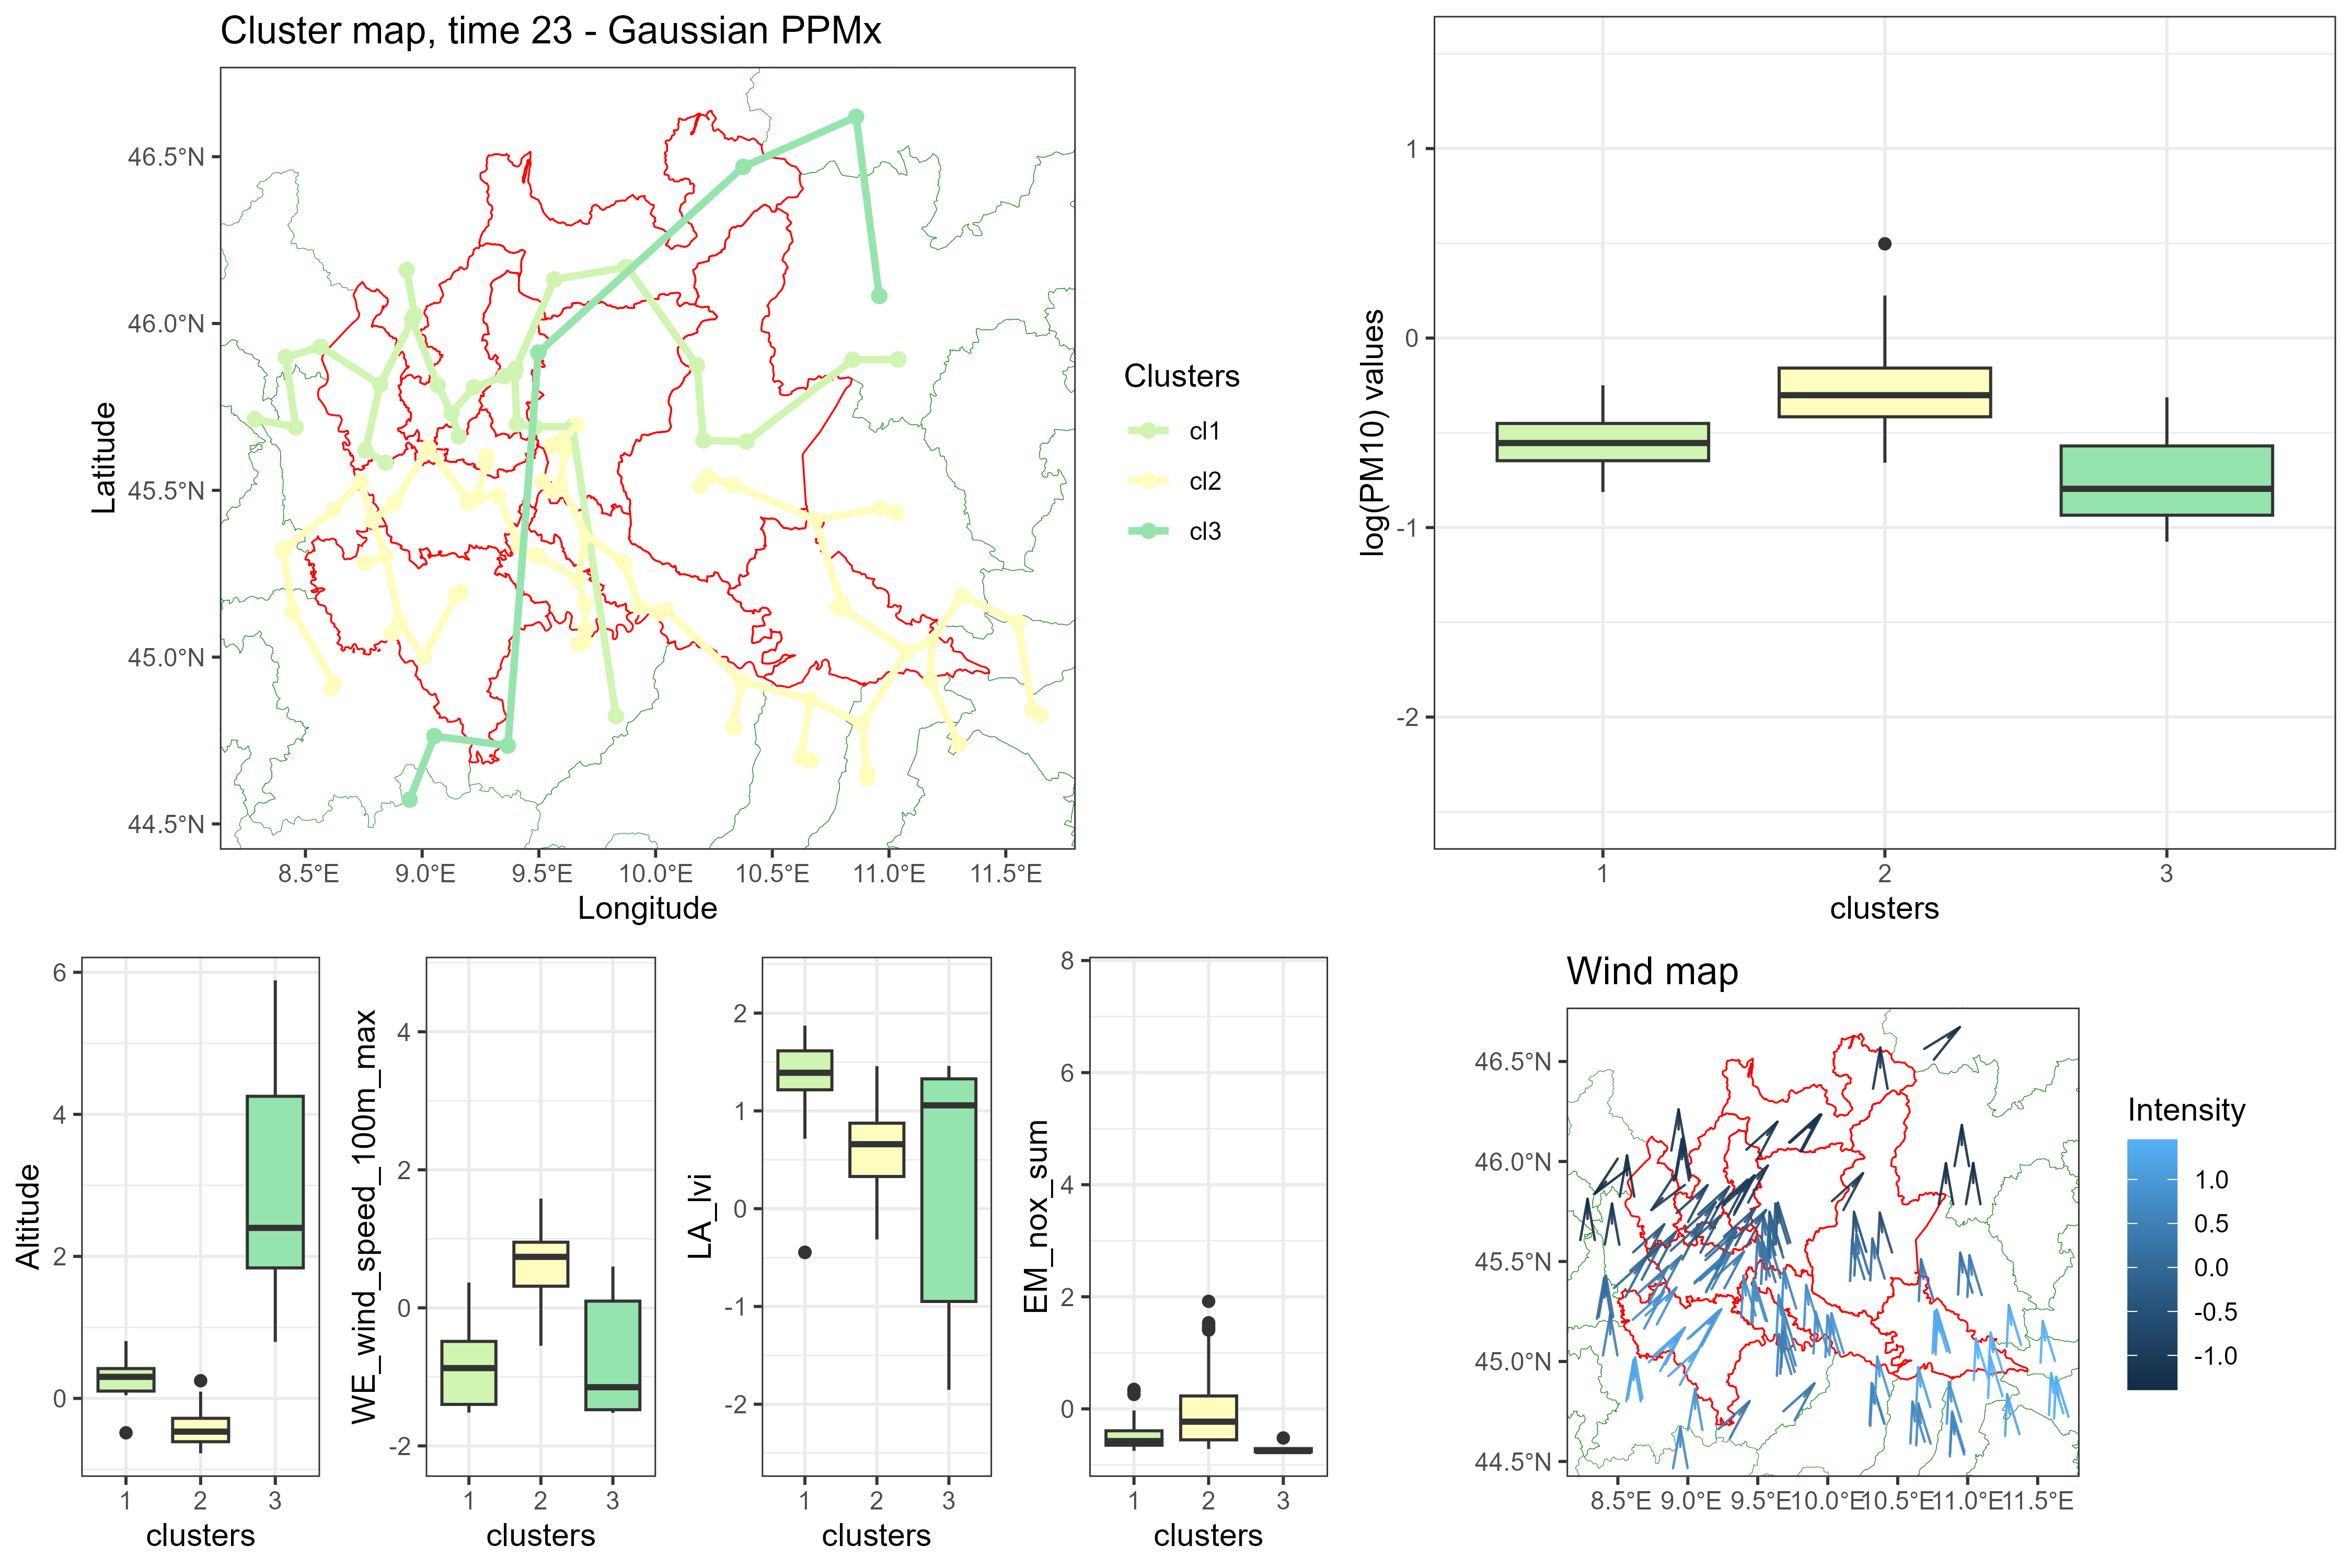 Cluster map, time 23 - Gaussian PPMx
Latitude
46.5°N
46.0°N
45.5°N
45.0°N
44.5°N
8.5°E 9.0°E 9.5°E 10.0°E 10.5°E 11.0°E 11.5°E
Longitude
Clusters
cl1
cl2
cl3
log(PM10) values
1
0
-1
-2
1 2 3
clusters
Altitude
6
4
2
0
1 2 3
clusters
WE_wind_speed_100m_max
4
2
0
-2
1 2 3
clusters
LA_lvi
2
1
0
-1
-2
1 2 3
clusters
EM_nox_sum
8
6
4
2
0
1 2 3
clusters
Wind map
46.5°N
46.0°N
45.5°N
45.0°N
44.5°N
8.5°E 9.0°E 9.5°E 10.0°E 10.5°E 11.0°E 11.5°E
Intensity
1.0
0.5
0.0
-0.5
-1.0